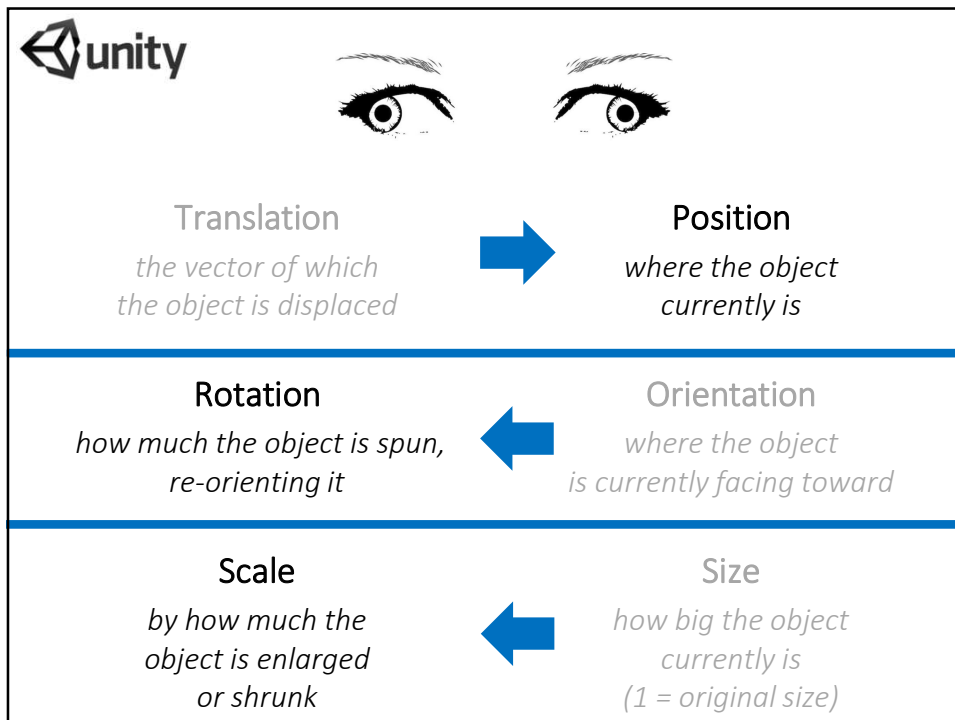 unity
Translation
the vector of which
the object is displaced
Position
where the object
currently is
Rotation
how much the object is spun,
re-orienting it
Orientation
where the object
is currently facing toward
Scale
by how much the
object is enlarged
or shrunk
Size
how big the object
currently is
(1 = original size)